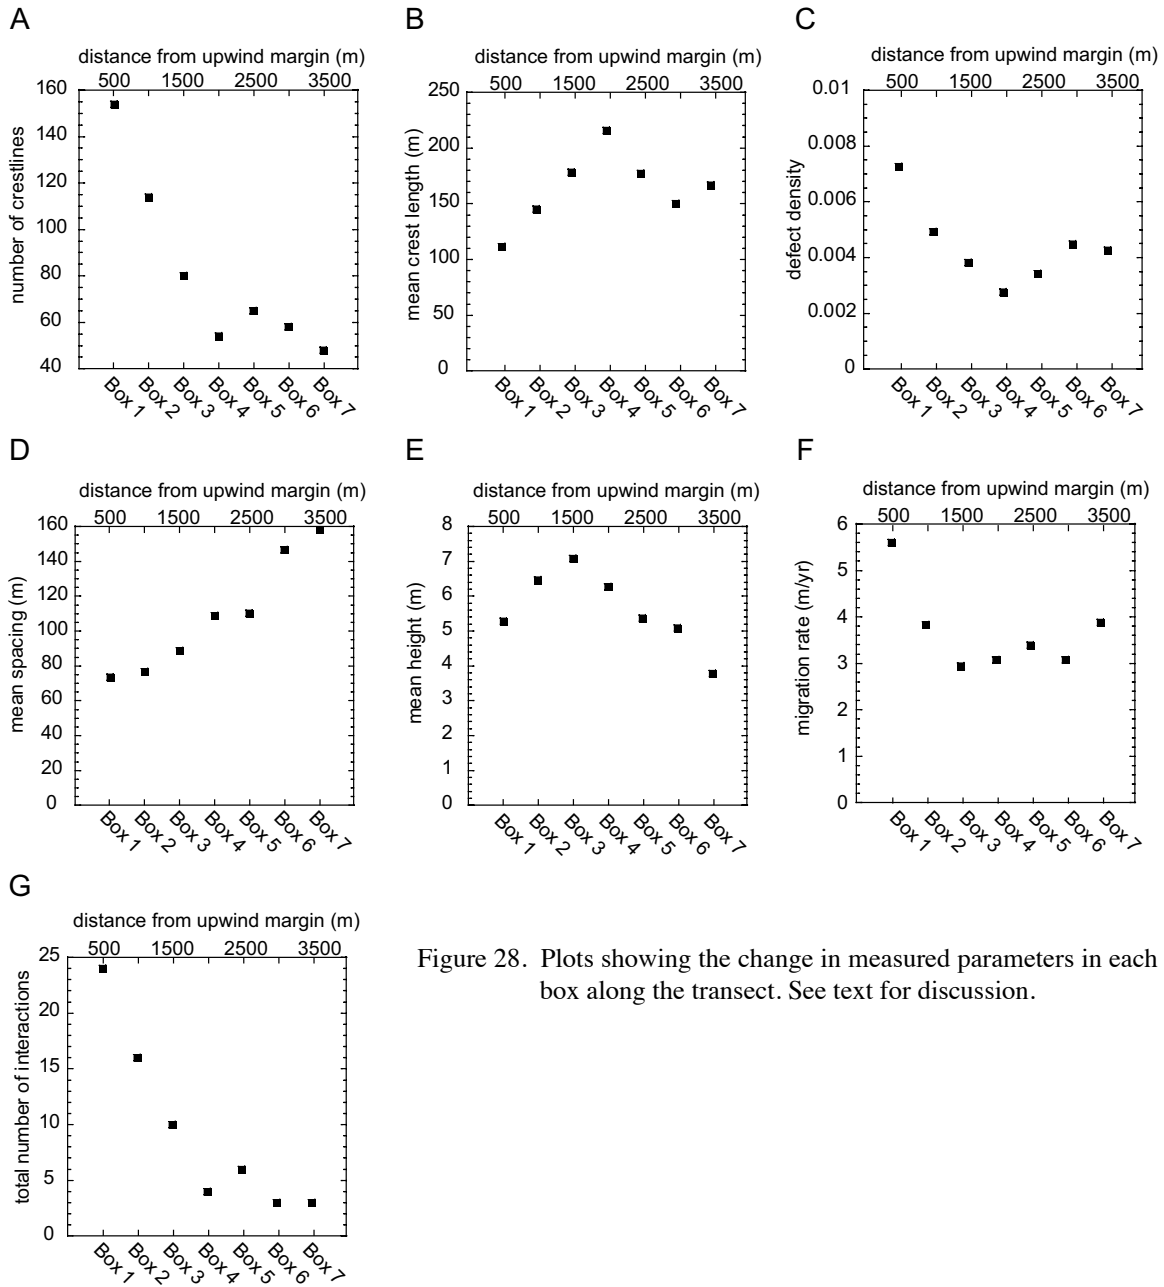 A
distance from upwind margin (m)
500 1500 2500 3500
160
140
120
100
80
60
40
number of crestlines
Box 1 Box 2 Box 3 Box 4 Box 5 Box 6 Box 7
B
distance from upwind margin (m)
500 1500 2500 3500
250
200
150
100
50
0
mean crest length (m)
Box 1 Box 2 Box 3 Box 4 Box 5 Box 6 Box 7
C
distance from upwind margin (m)
500 1500 2500 3500
0.01
0.008
0.006
0.004
0.002
0
defect density
Box 1 Box 2 Box 3 Box 4 Box 5 Box 6 Box 7
D
distance from upwind margin (m)
500 1500 2500 3500
160
140
120
100
80
60
40
20
0
mean spacing (m)
Box 1 Box 2 Box 3 Box 4 Box 5 Box 6 Box 7
E
distance from upwind margin (m)
500 1500 2500 3500
8
7
6
5
4
3
2
1
0
mean height (m)
Box 1 Box 2 Box 3 Box 4 Box 5 Box 6 Box 7
F
distance from upwind margin (m)
500 1500 2500 3500
6
5
4
3
2
1
0
migration rate (m/yr)
Box 1 Box 2 Box 3 Box 4 Box 5 Box 6 Box 7
G
distance from upwind margin (m)
500 1500 2500 3500
25
20
15
10
5
0
total number of interactions
Box 1 Box 2 Box 3 Box 4 Box 5 Box 6 Box 7
Figure 28. Plots showing the change in measured parameters in each
box along the transect. See text for discussion.